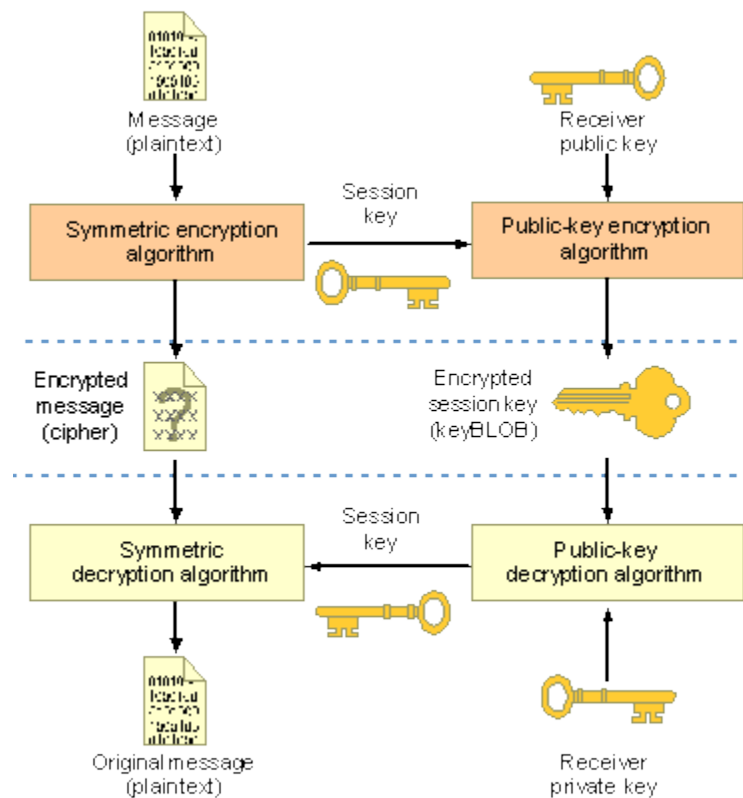 Message
(plaintext)
Receiver
public key
Symmetric encryption
algorithm
Session
key
Public-key encryption
algorithm
Encrypted
message
(cipher)
Encrypted
session key
(keyBLOB)
Symmetric
decryption algorithm
Session
key
Public-key
decryption algorithm
Original message
(plaintext)
Receiver
private key